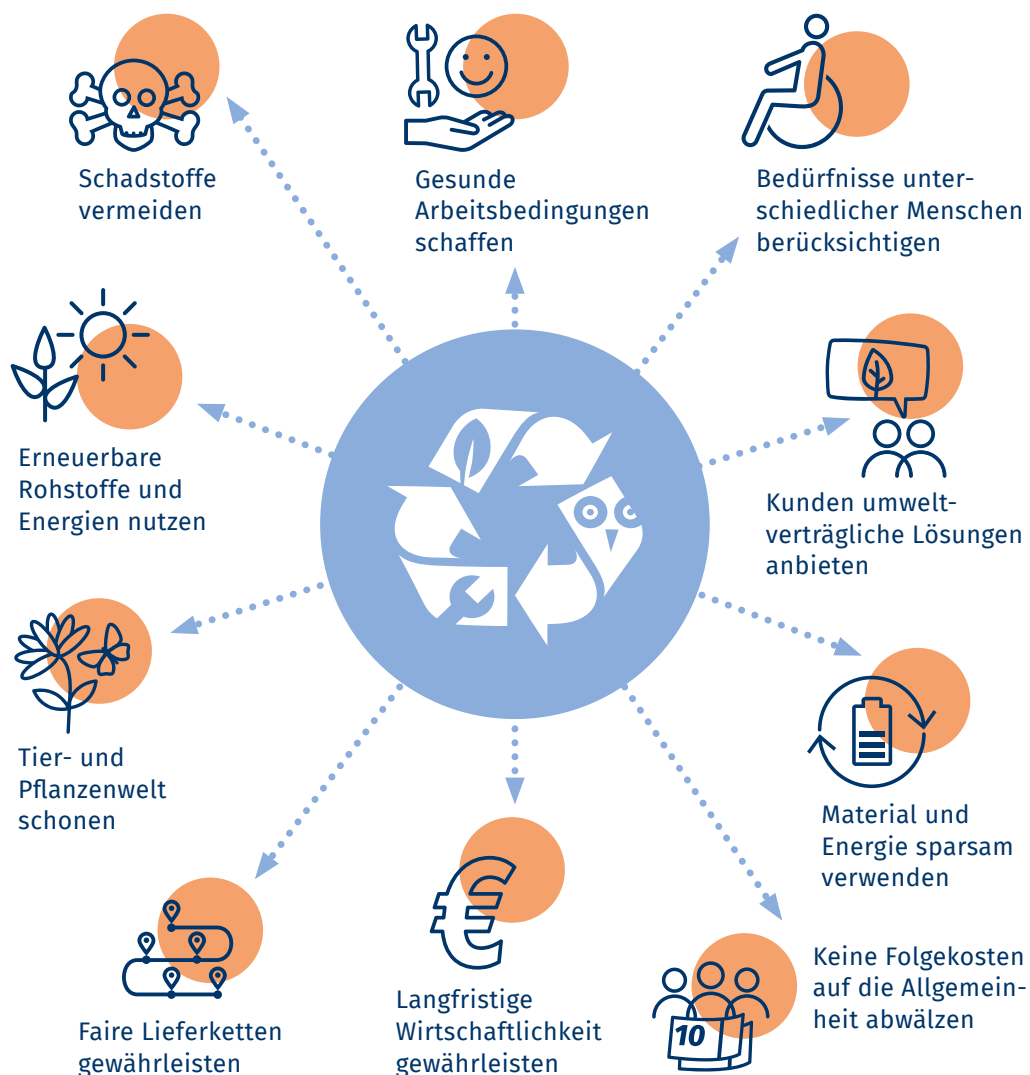 Schadstoffe
vermeiden
Gesunde
Arbeitsbedingungen
schaffen
Bedürfnisse unter-
schiedlicher Menschen
berücksichtigen
Erneuerbare
Rohstoffe und
Energien nutzen
Kunden umwelt-
verträgliche Lösungen
anbieten
Tier- und
Pflanzenwelt
schonen
Material und
Energie sparsam
verwenden
Faire Lieferketten
gewährleisten
Langfristige
Wirtschaftlichkeit
gewährleisten
10
Keine Folgekosten
auf die Allgemein-
heit abwälzen